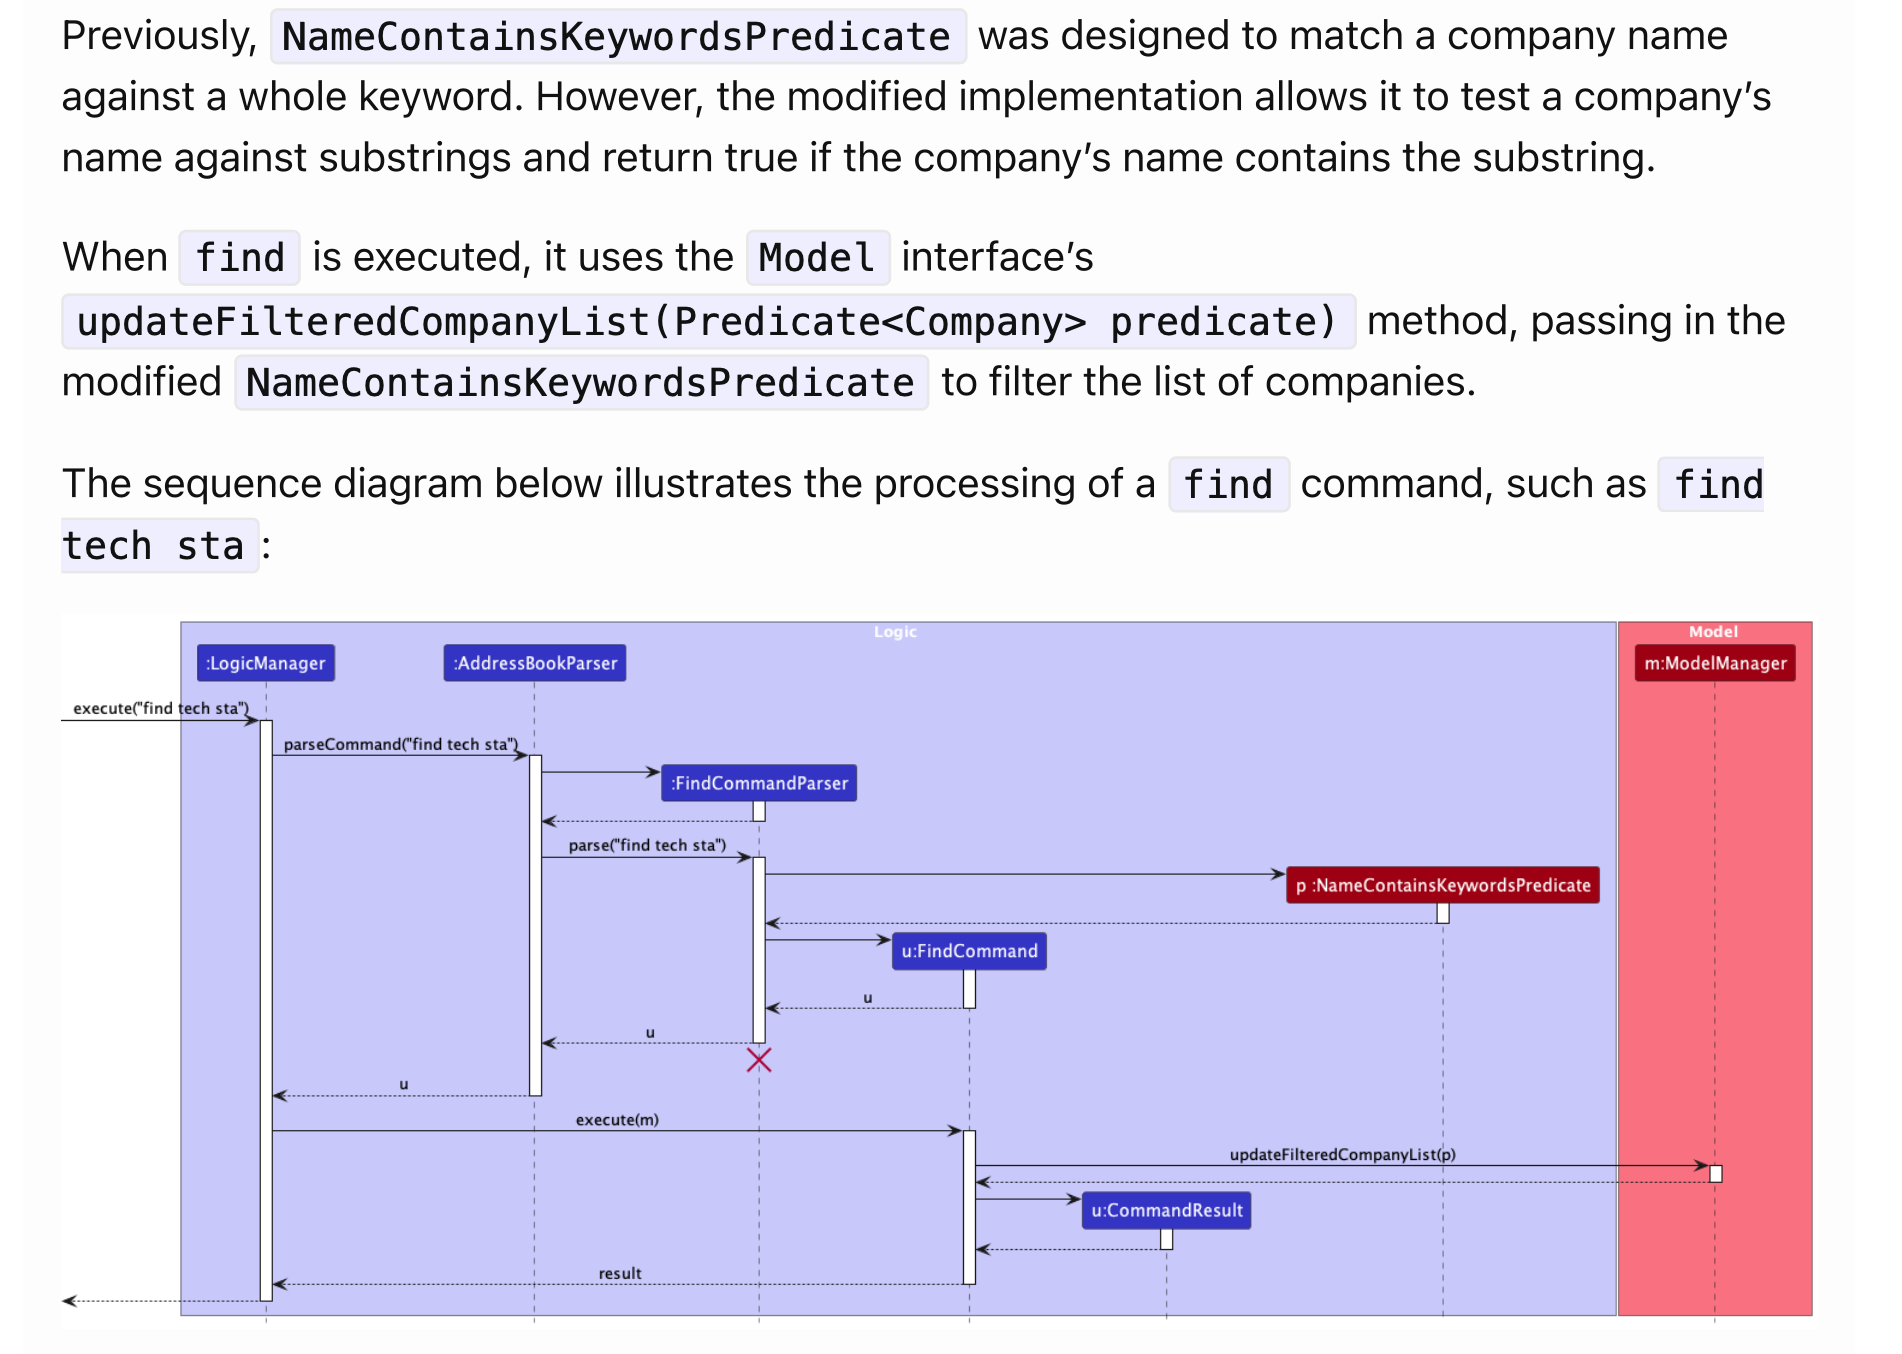 Previously, NameContainsKeywordsPredicate was designed to match a company name
against a whole keyword. However, the modified implementation allows it to test a company’s
name against substrings and return true if the company’s name contains the substring.
When find is executed, it uses the Model interface’s
updateFilteredCompanyList(Predicate<Company> predicate) method, passing in the
modified NameContainsKeywordsPredicate to filter the list of companies.
The sequence diagram below illustrates the processing of a find command, such as find
tech sta :
Logic
Model
:LogicManager
:AddressBookParser
m:ModelManager
execute("find tech sta")
parseCommand("find tech sta")
:FindCommandParser
parse("find tech sta")
p :NameContainsKeywordsPredicate
u:FindCommand
u
u
u
execute(m)
updateFilteredCompanyList(p)
u:CommandResult
result